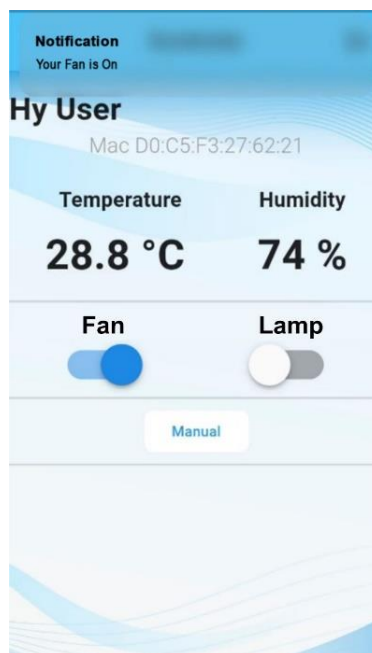 Notification
Your Fan is On
Hy User
Mac D0:C5:F3:27:62:21
Temperature Humidity
28.8 °C 74 %
Fan Lamp
Manual